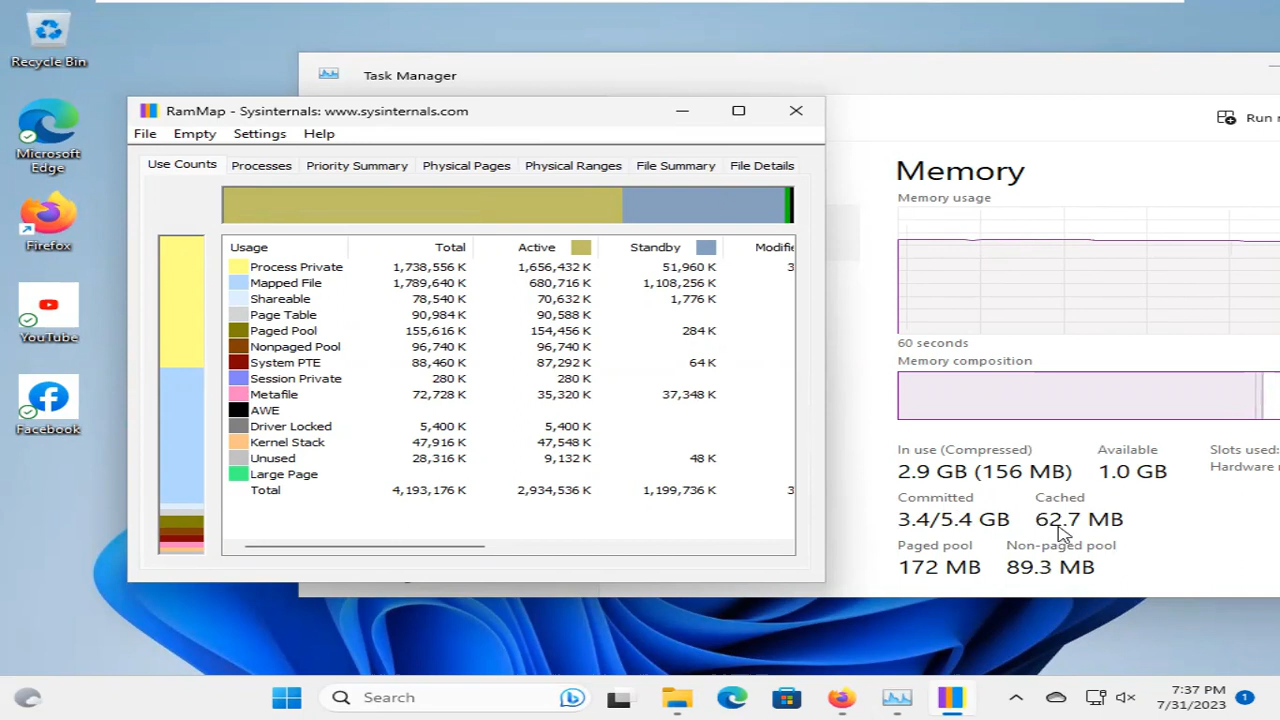 Recycle Bin
Microsoft
Edge
Firefox
YouTube
Facebook
Task Manager
Run
RamMap - Sysinternals: www.sysinternals.com
File Empty Settings Help
Use Counts Processes Priority Summary Physical Pages Physical Ranges File Summary File Details
Usage Total Active Standby Modifie
Process Private 1,738,556 K 1,656,432 K 51,960 K 3
Mapped File 1,789,640 K 680,716 K 1,108,256 K
Shareable 78,540 K 70,632 K 1,776 K
Page Table 90,984 K 90,588 K
Paged Pool 155,616 K 154,456 K 284 K
Nonpaged Pool 96,740 K 96,740 K
System PTE 88,460 K 87,292 K 64 K
Session Private 280 K 280 K
Metafile 72,728 K 35,320 K 37,348 K
AWE
Driver Locked 5,400 K 5,400 K
Kernel Stack 47,916 K 47,548 K
Unused 28,316 K 9,132 K 48 K
Large Page
Total 4,193,176 K 2,934,536 K 1,199,736 K 3
Memory
Memory usage
60 seconds
Memory composition
In use (Compressed) Available Slots used:
2.9 GB (156 MB) 1.0 GB Hardware
Committed Cached
3.4/5.4 GB 62.7 MB
Paged pool Non-paged pool
172 MB 89.3 MB
Search
7:37 PM
7/31/2023
1